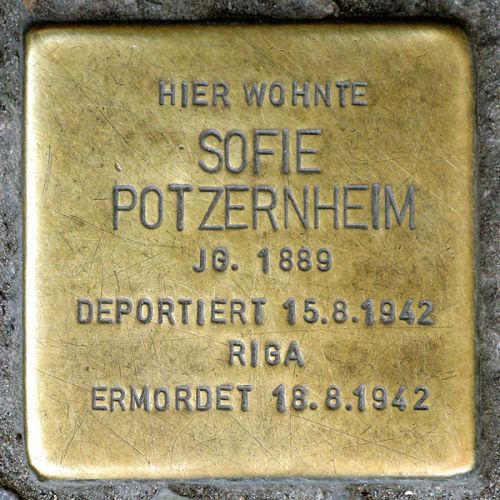 HIER WOHNTE
SOFIE
POTZERNHEIM
JG. 1889
DEPORTIERT 15.8.1942
RIGA
ERMORDET 18.8.1942